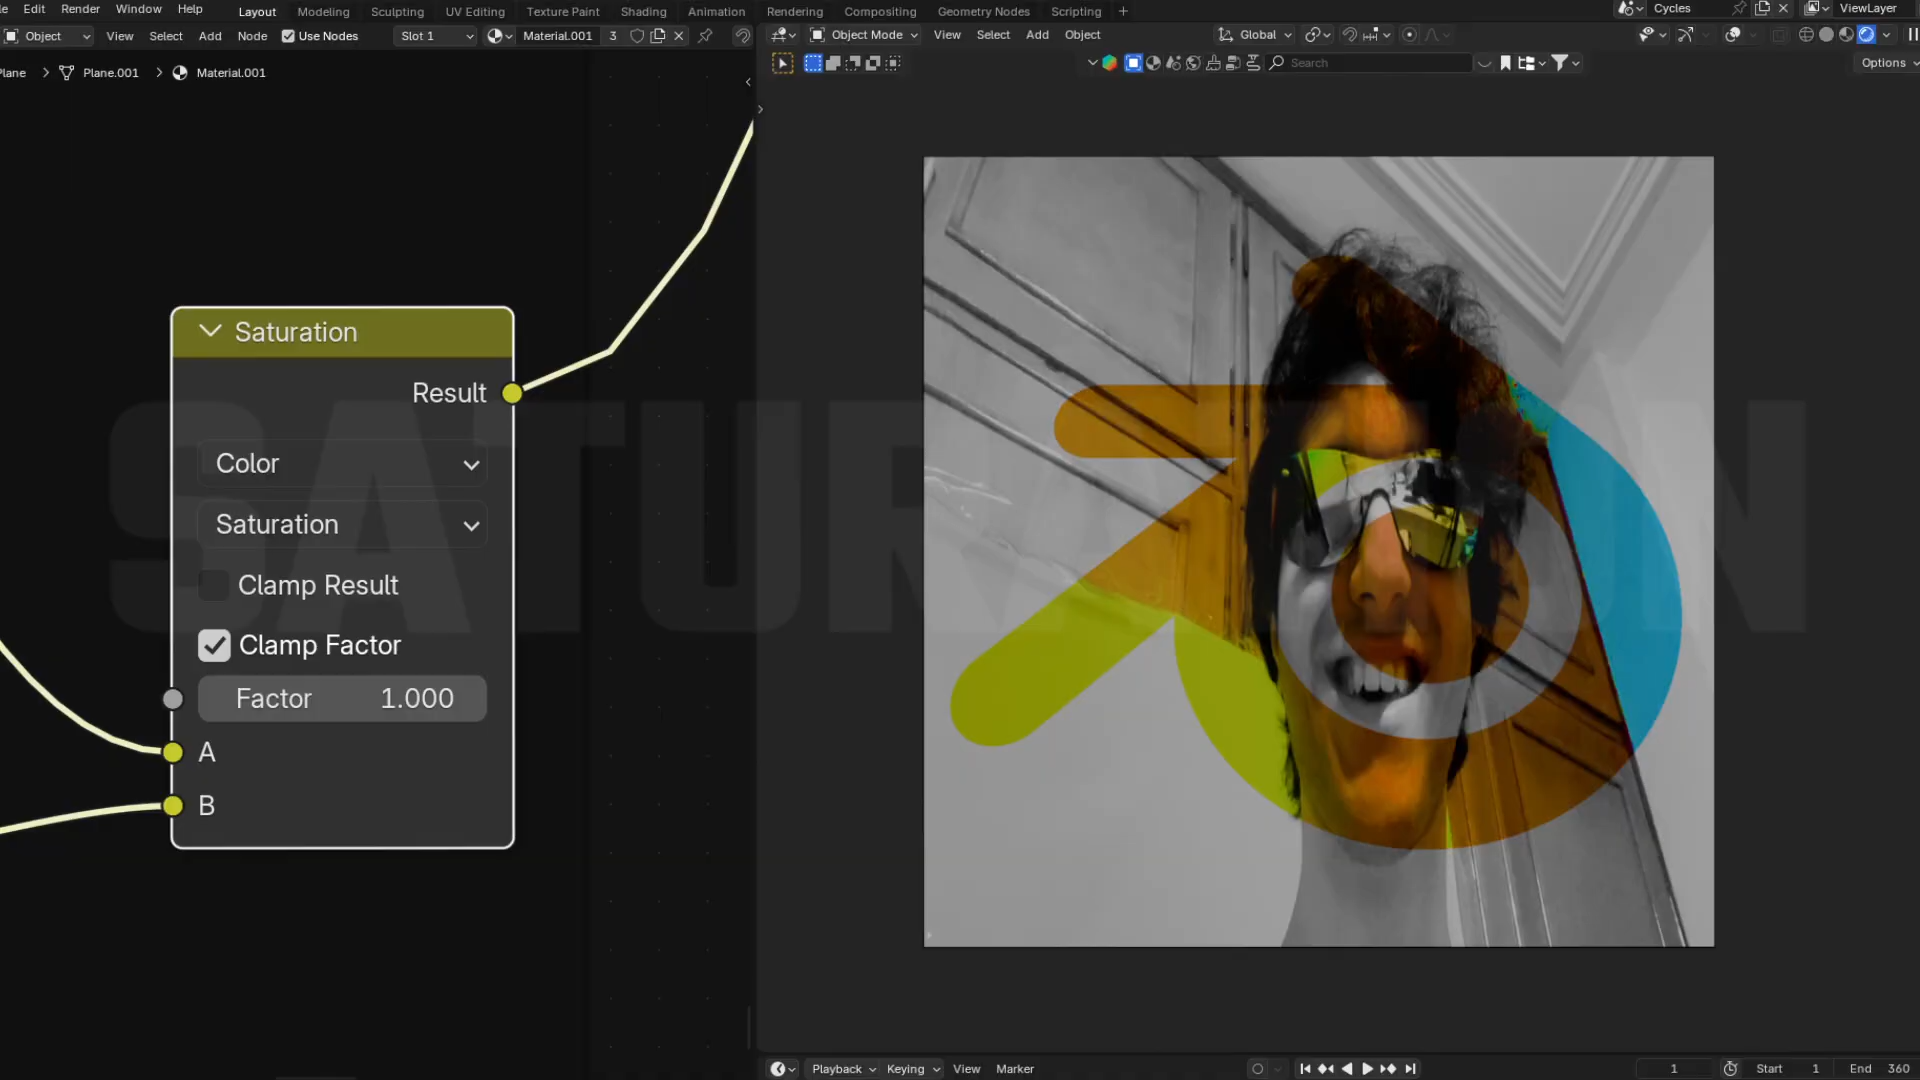 Edit Render Window Help Layout Modeling Sculpting UV Editing Texture Paint Shading Animation Rendering Compositing Geometry Nodes Scripting + Cycles ViewLayer
Object View Select Add Node Use Nodes Slot 1 Material.001 3 Object Mode View Select Add Object Global
Search Options
Plane.001 Material.001
SATURATION
Saturation
Result
Color
Saturation
Clamp Result
Clamp Factor
Factor 1.000
A
B
Playback Keying View Marker 1 Start 1 End 360